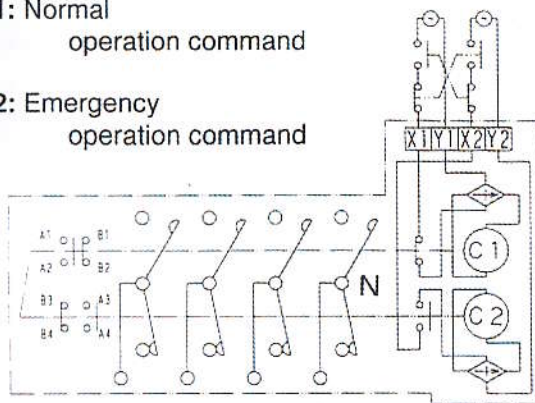 1: Normal
operation command
2: Emergency
operation command
X1 Y1 X2 Y2
A1 B1
A2 B2
C1
N
B3 A3
C2
B4 A4